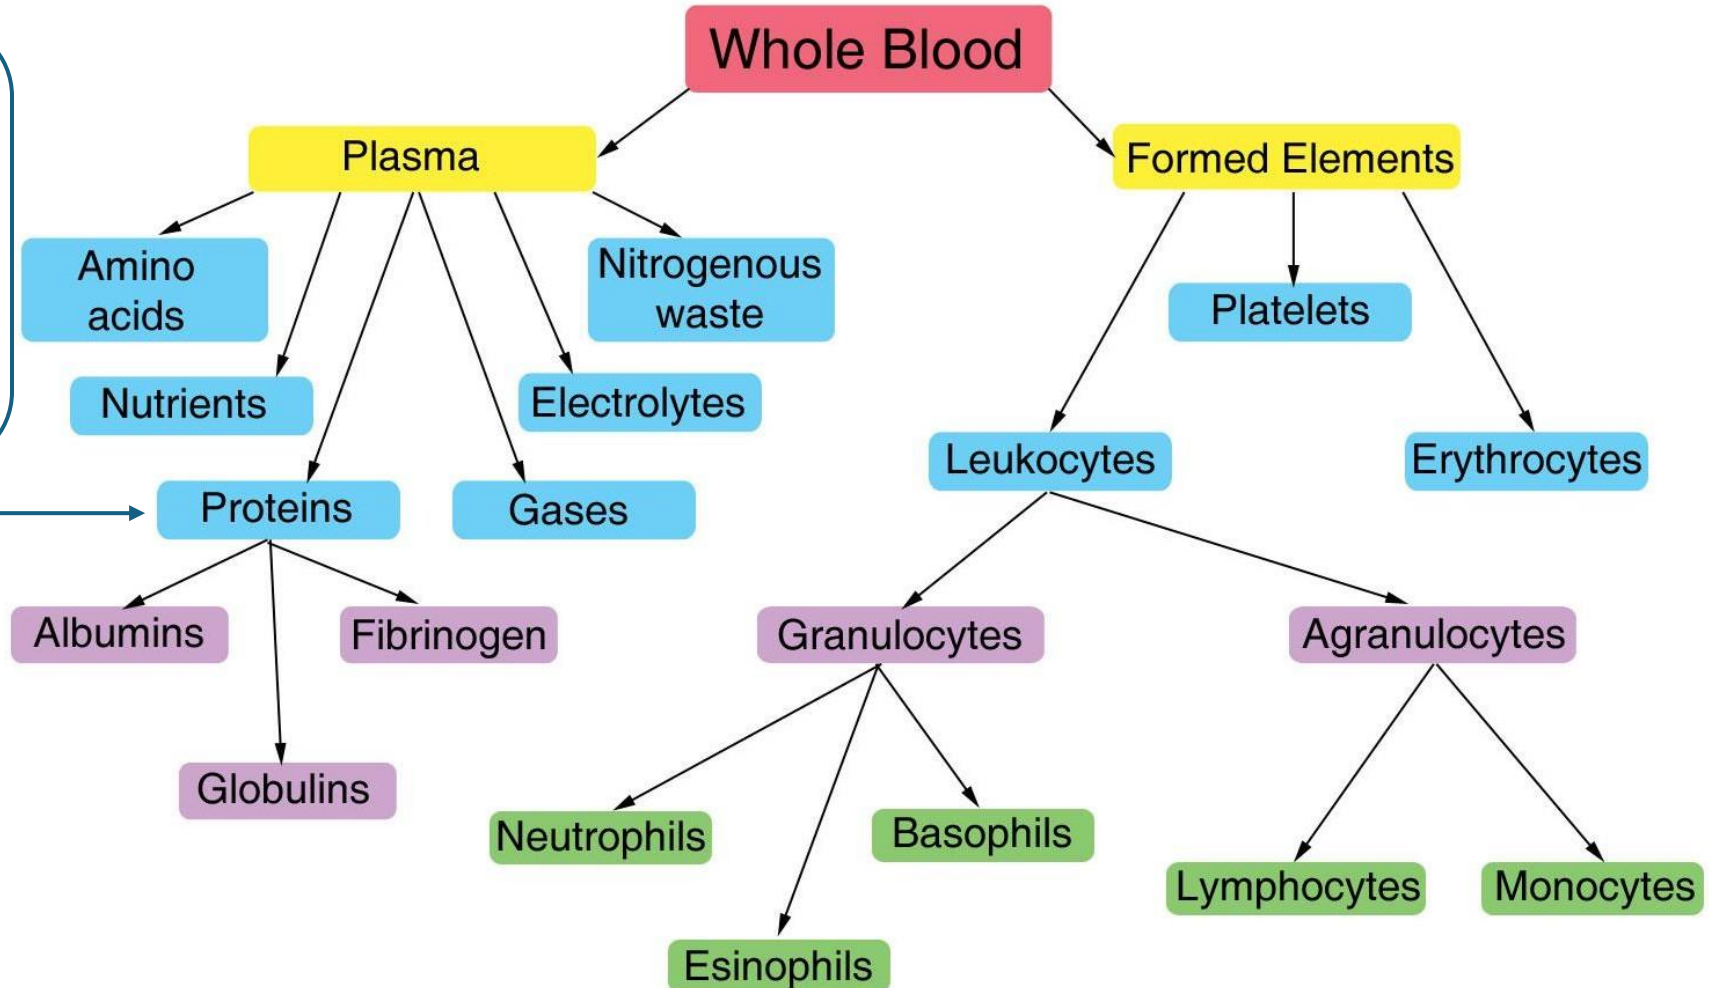 Whole Blood
Plasma
Formed Elements
Amino
acids
Nitrogenous
waste
Platelets
Nutrients
Electrolytes
Leukocytes
Erythrocytes
Proteins
Gases
Albumins
Fibrinogen
Granulocytes
Agranulocytes
Globulins
Neutrophils
Basophils
Lymphocytes
Monocytes
Esinophils